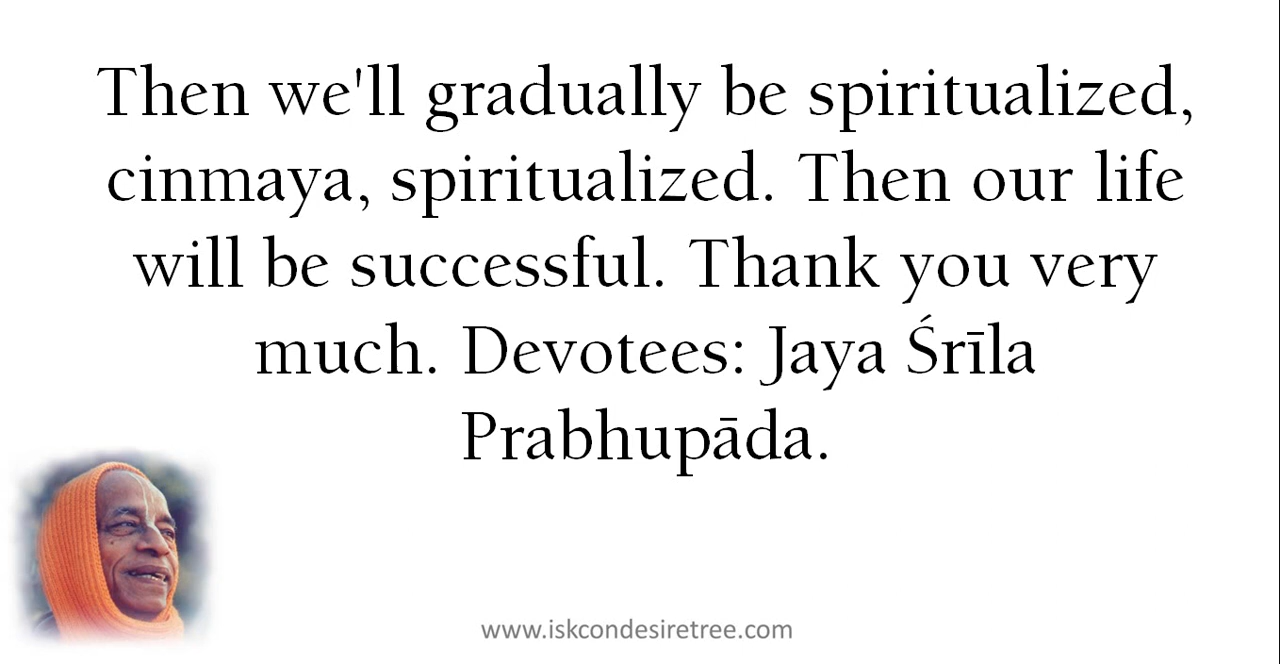 Then we'll gradually be spiritualized,
cinmaya, spiritualized. Then our life
will be successful. Thank you very
much. Devotees: Jaya Śrīla
Prabhupāda.
www.iskcondesiretree.com